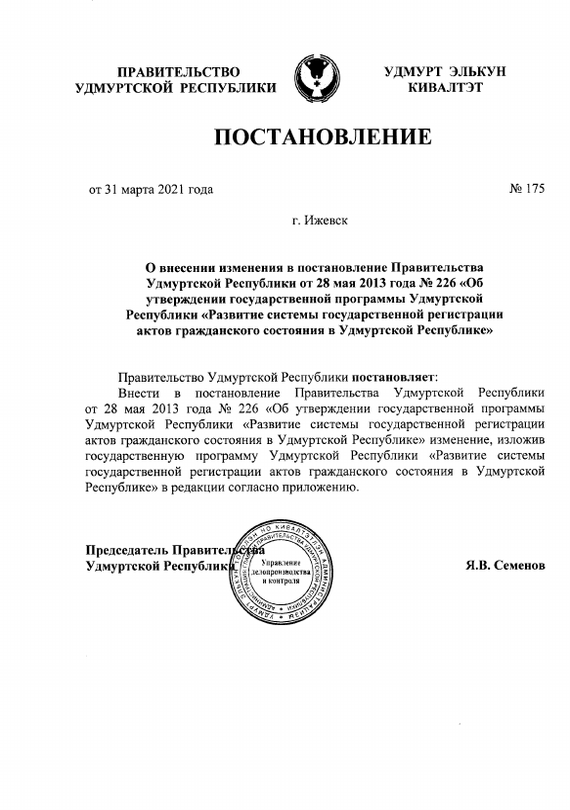 ПРАВИТЕЛЬСТВО
УДМУРТСКОЙ РЕСПУБЛИКИ
УДМУРТ ЭЛЬКУН
КИВАЛТЭТ
ПОСТАНОВЛЕНИЕ
от 31 марта 2021 года
№ 175
г. Ижевск
О внесении изменения в постановление Правительства
Удмуртской Республики от 28 мая 2013 года № 226 «Об
утверждении государственной программы Удмуртской
Республики «Развитие системы государственной регистрации
актов гражданского состояния в Удмуртской Республике»
Правительство Удмуртской Республики постановляет:
Внести в постановление Правительства Удмуртской Республики
от 28 мая 2013 года № 226 «Об утверждении государственной программы
Удмуртской Республики «Развитие системы государственной регистрации
актов гражданского состояния в Удмуртской Республике» изменение, изложив
государственную программу Удмуртской Республики «Развитие системы
государственной регистрации актов гражданского состояния в Удмуртской
Республике» в редакции согласно приложению.
Председатель Правительства
Удмуртской Республики
Я.В. Семенов
Управление
делопроизводства
и контроля